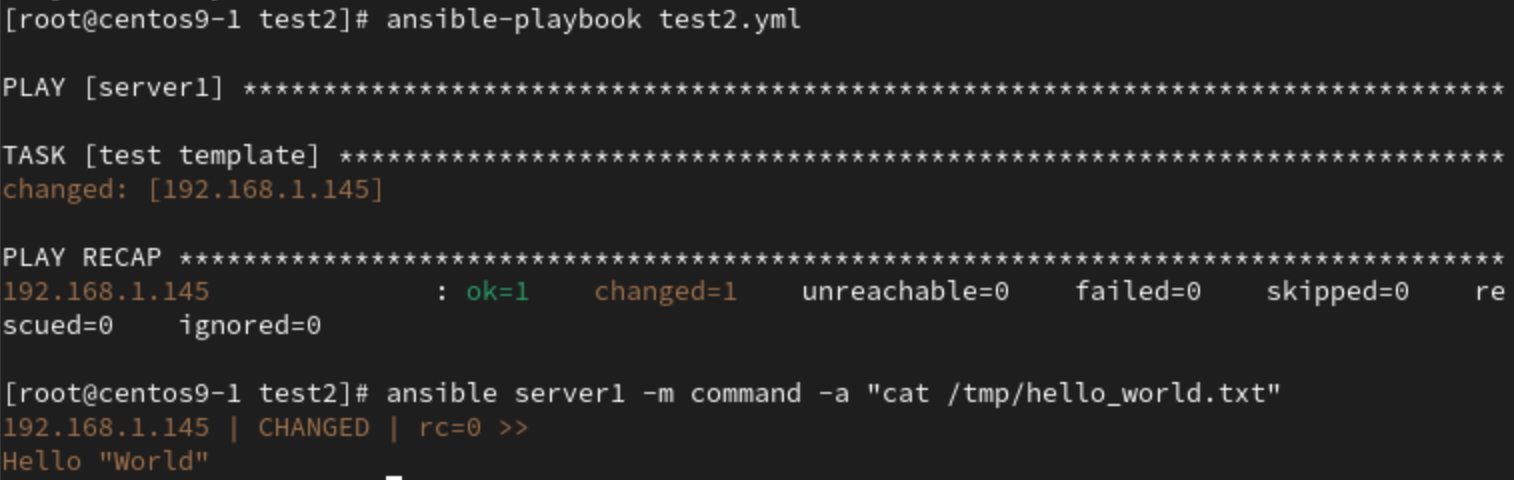 [root@centos9-1 test2]# ansible-playbook test2.yml
PLAY [server1] *******************************************************************************
TASK [test template] *************************************************************************
changed: [192.168.1.145]
PLAY RECAP ***********************************************************************************
192.168.1.145              : ok=1    changed=1    unreachable=0    failed=0    skipped=0    re
scued=0    ignored=0
[root@centos9-1 test2]# ansible server1 -m command -a "cat /tmp/hello_world.txt"
192.168.1.145 | CHANGED | rc=0 >>
Hello "World"